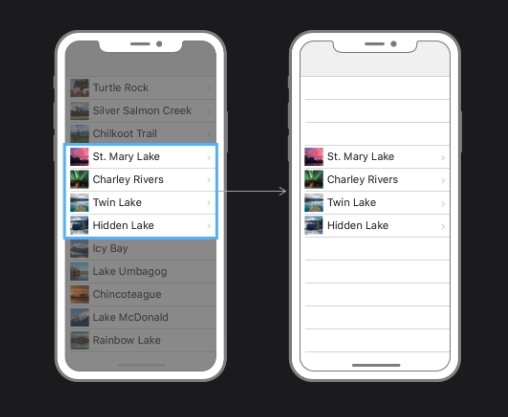 Turtle Rock
Silver Salmon Creek
Chilkoot Trail
St. Mary Lake
Charley Rivers
Twin Lake
Hidden Lake
Icy Bay
Lake Umbagog
Chincoteague
Lake McDonald
Rainbow Lake
St. Mary Lake
Charley Rivers
Twin Lake
Hidden Lake